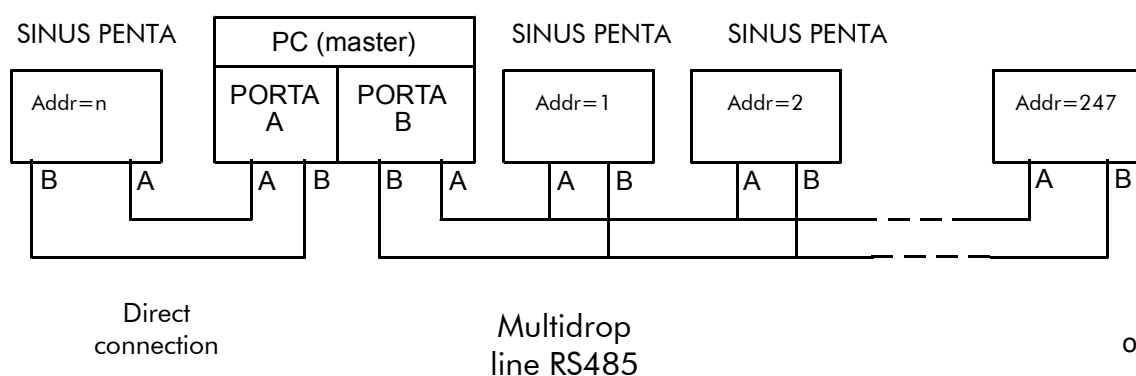 SINUS PENTA
PC (master)
SINUS PENTA
SINUS PENTA
Addr=n
PORTA
A
PORTA
B
Addr=1
Addr=2
Addr=247
B
A
A
B
B
A
A
B
A
B
A
B
Direct
connection
Multidrop
line RS485
o